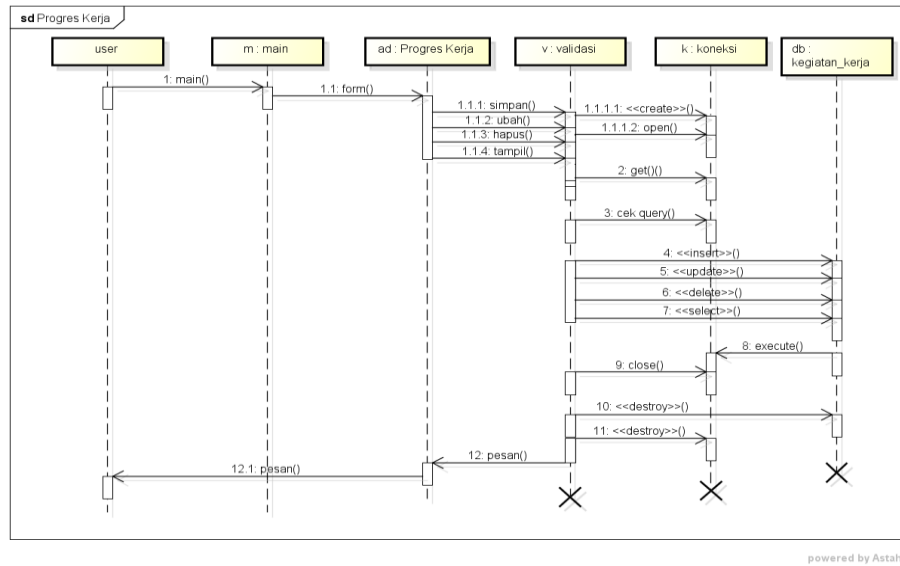 sd Progres Kerja
user
m : main
ad : Progres Kerja
v : validasi
k : koneksi
db :
kegiatan_kerja
1: main()
1.1: form()
1.1.1: simpan()
1.1.1.1: <<create>>()
1.1.2: ubah()
1.1.1.2: open()
1.1.3: hapus()
1.1.4: tampil()
2: get()()
3: cek query()
4: <<insert>>()
5: <<update>>()
6: <<delete>>()
7: <<select>>()
8: execute()
9: close()
10: <<destroy>>()
11: <<destroy>>()
12: pesan()
12.1: pesan()
powered by Astah